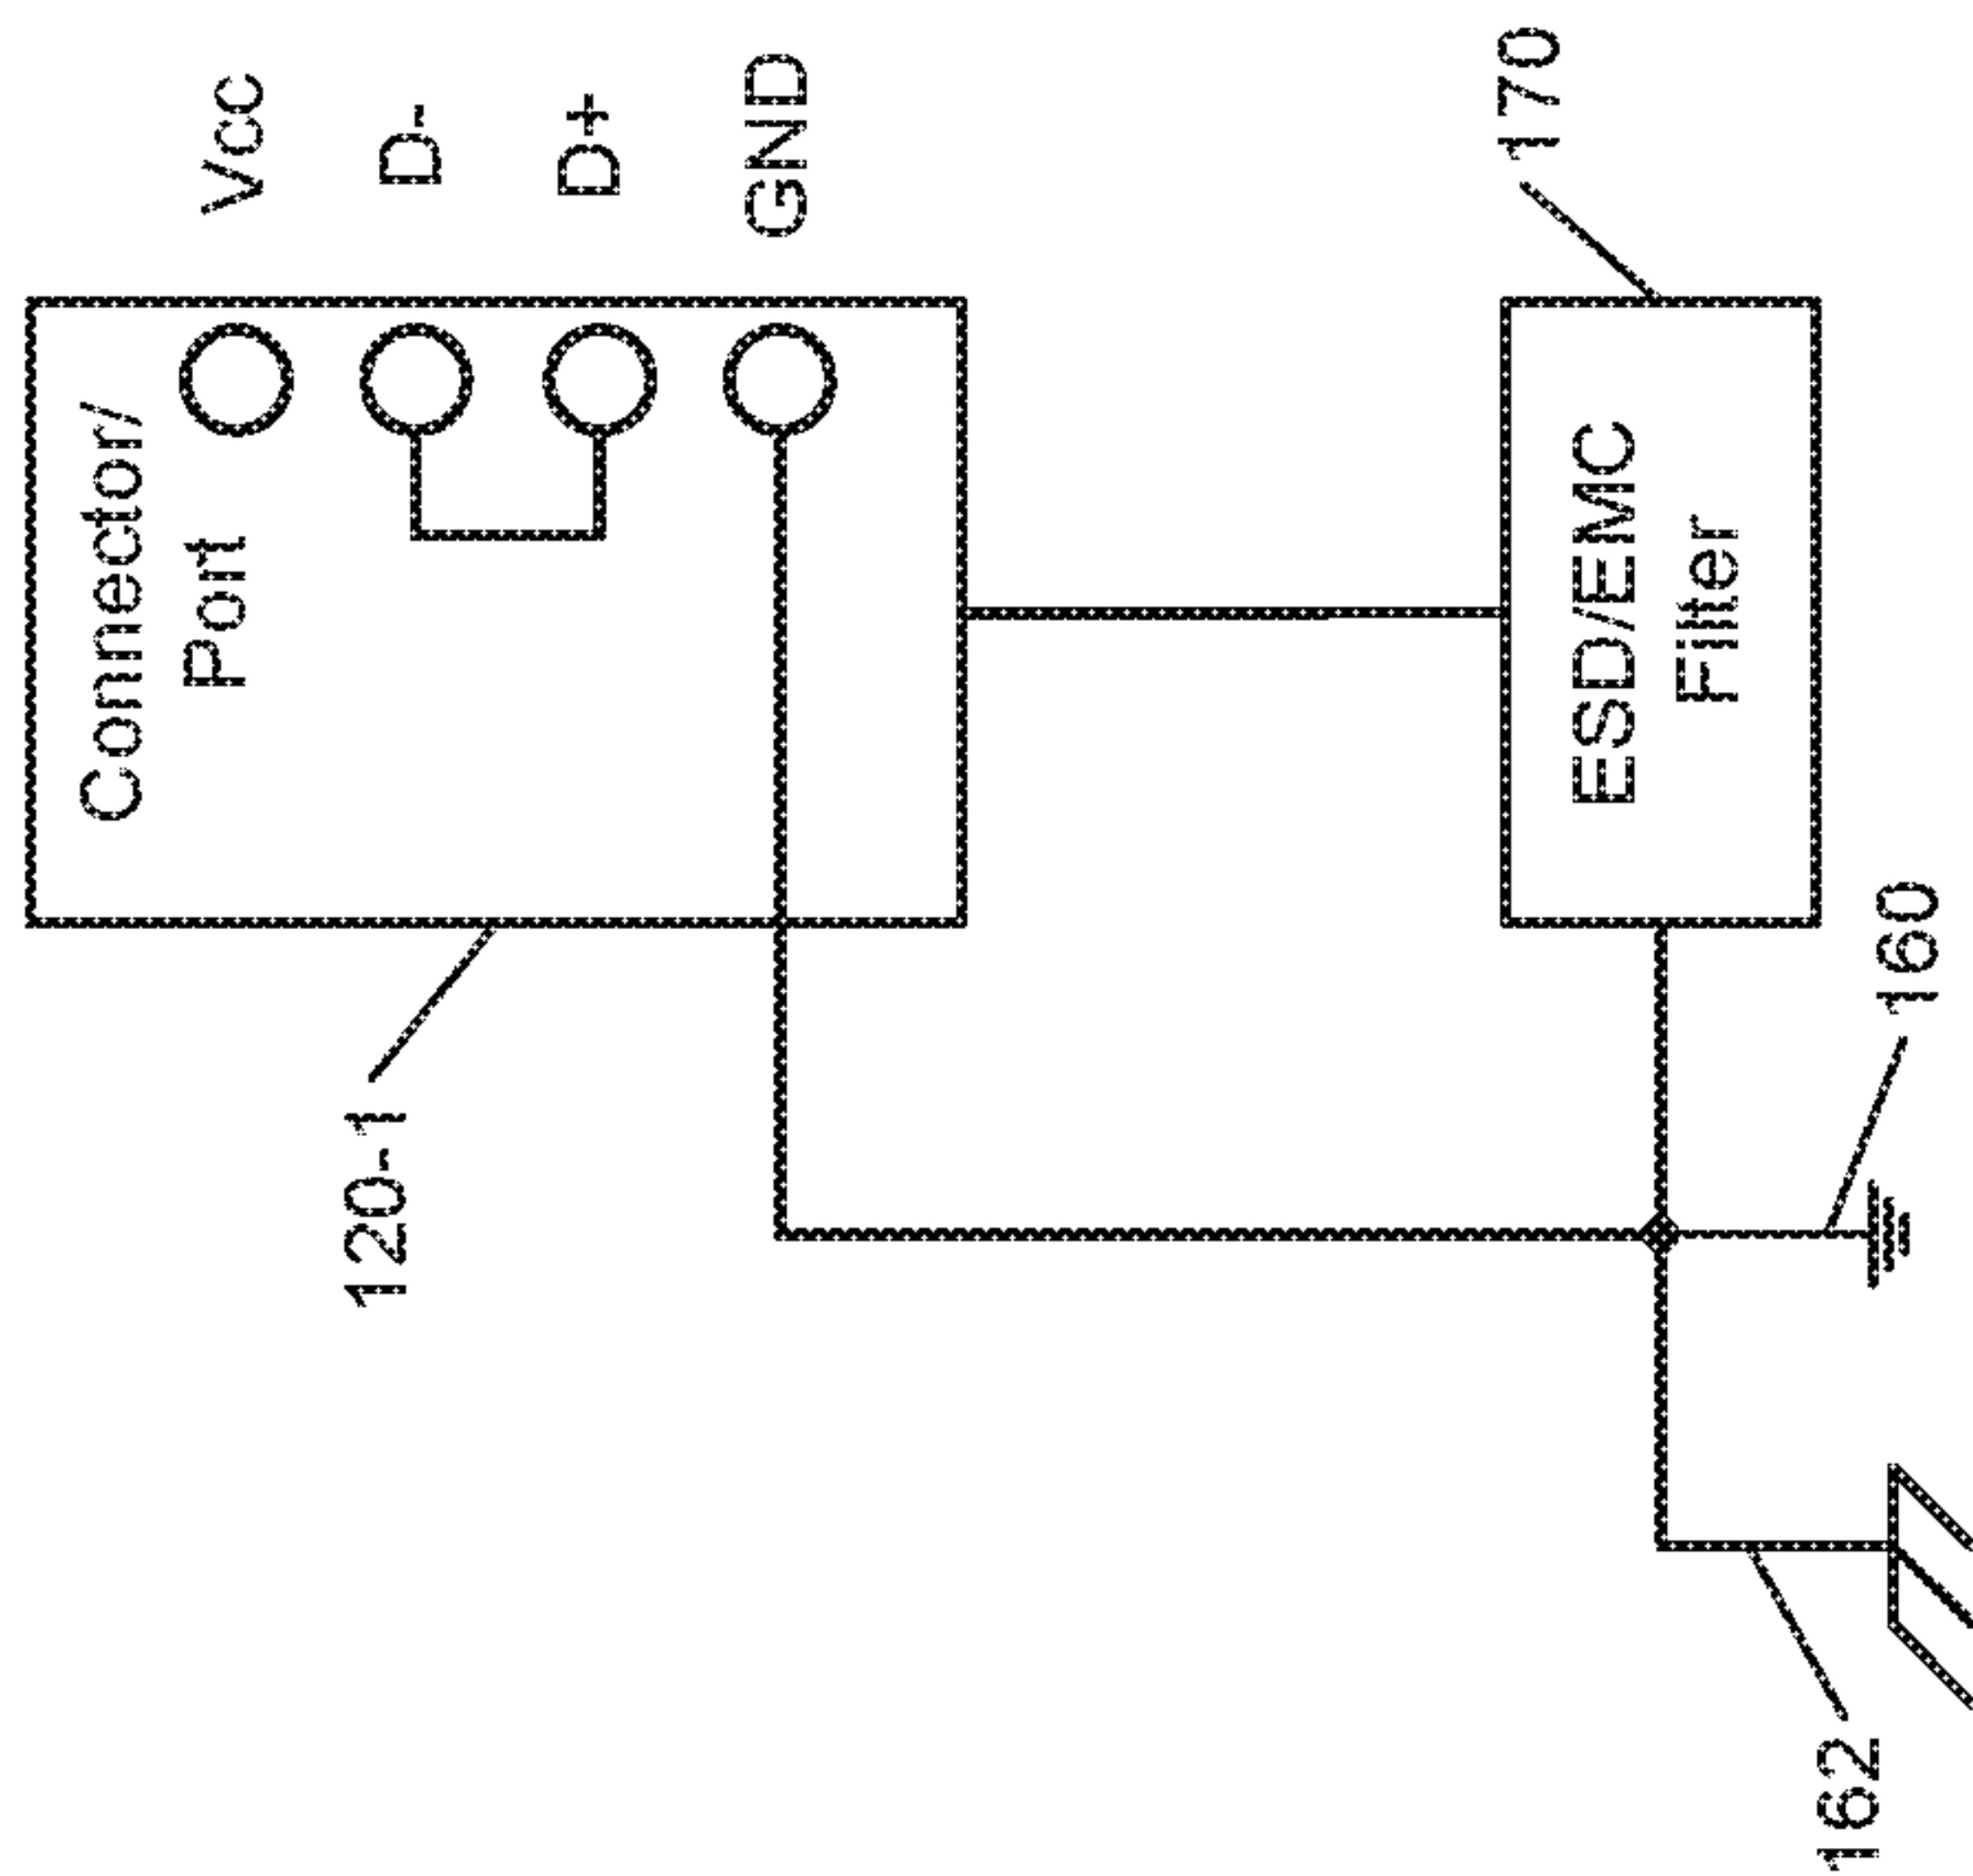 Connector/
Port
Vcc
D-
D+
GND
120-1
170
ESD/EMC
Filter
160
162